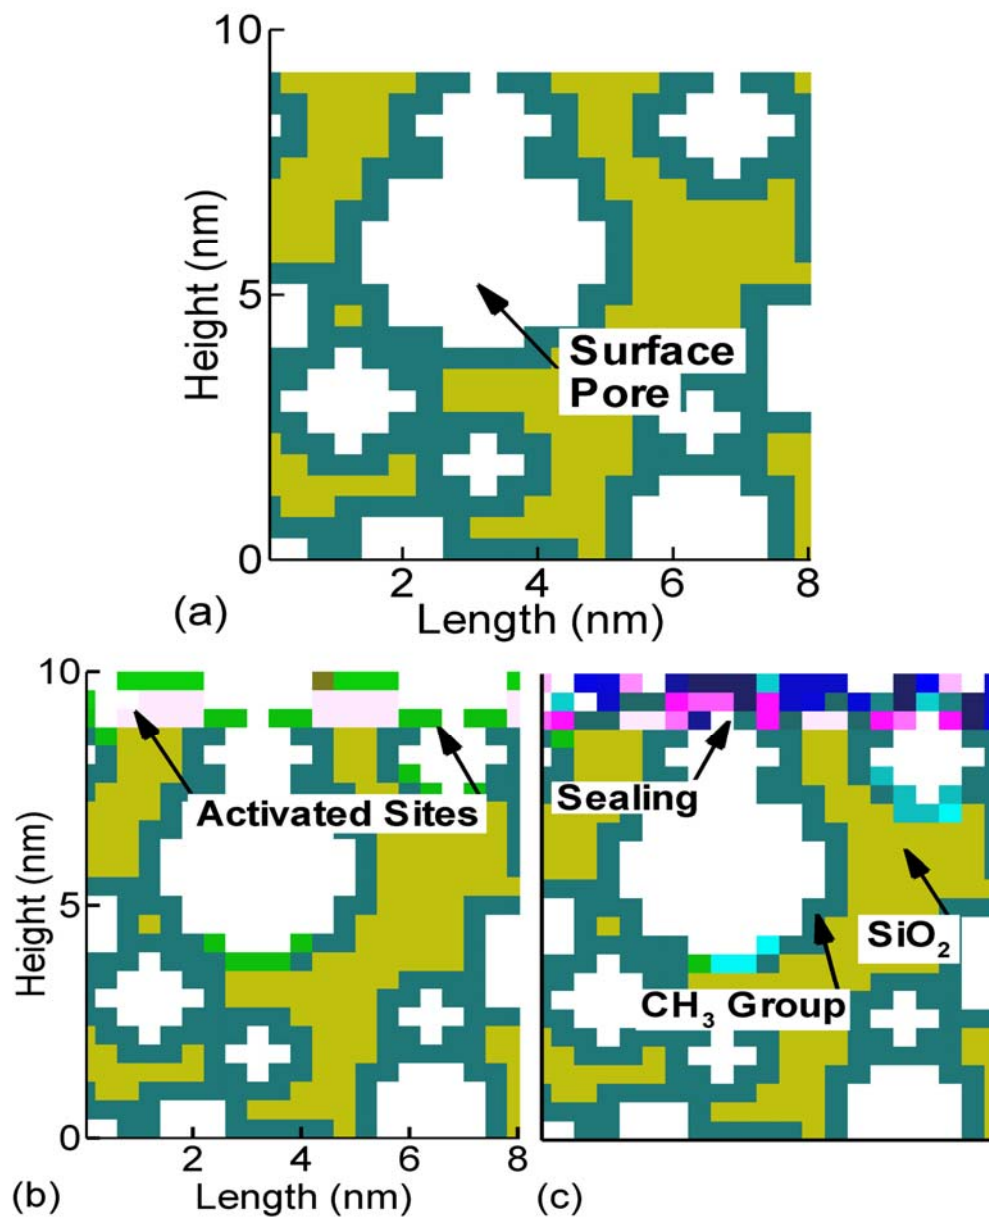 10
Height (nm)
5
Surface
Pore
0
2 4 6 8
(a) Length (nm)
10
Activated Sites
Height (nm)
5
0
2 4 6 8
(b) Length (nm)
Sealing
SiO₂
CH₃ Group
(c)